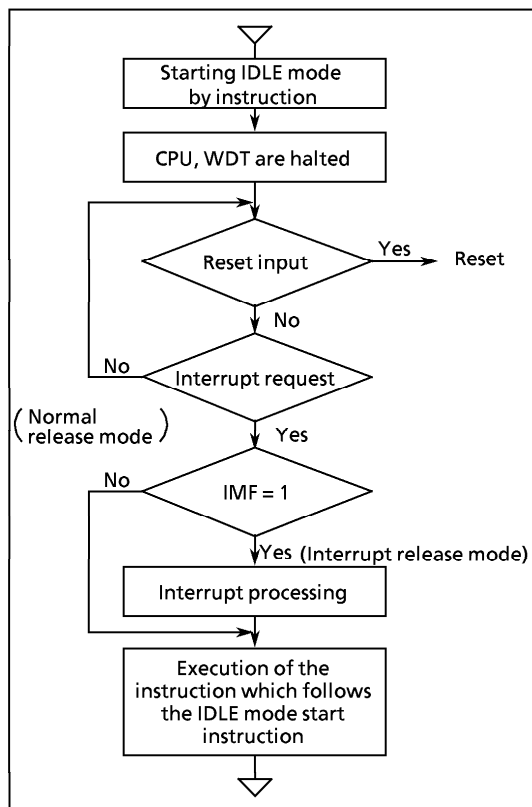 Starting IDLE mode
by instruction
CPU, WDT are halted
Reset input
Yes
Reset
No
Interrupt request
No
(Normal
release mode)
Yes
IMF = 1
No
Yes (Interrupt release mode)
Interrupt processing
Execution of the
instruction which follows
the IDLE mode start
instruction